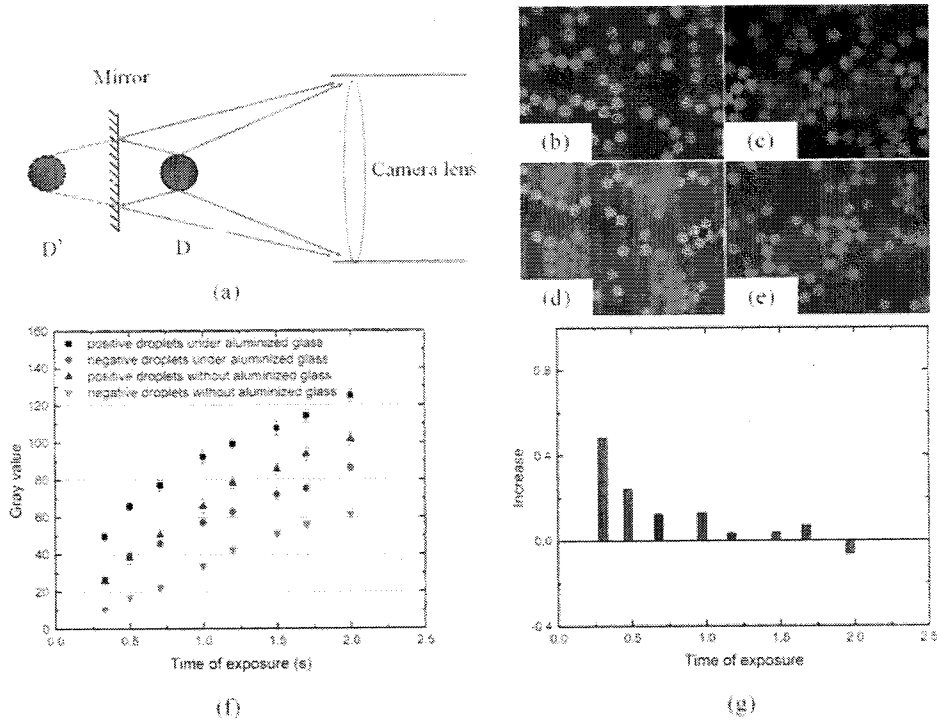 Mirror
Camera lens
D'
D
(a)
(b)
(c)
(d)
(e)
160
140
120
100
80
60
40
20
0
Gray value
positive droplets under aluminized glass
negative droplets under aluminized glass
positive droplets without aluminized glass
negative droplets without aluminized glass
0.0
0.5
1.0
1.5
2.0
2.5
Time of exposure (s)
(f)
0.8
0.4
0.0
-0.4
Increase
0.0
0.5
1.0
1.5
2.0
2.5
Time of exposure
(g)